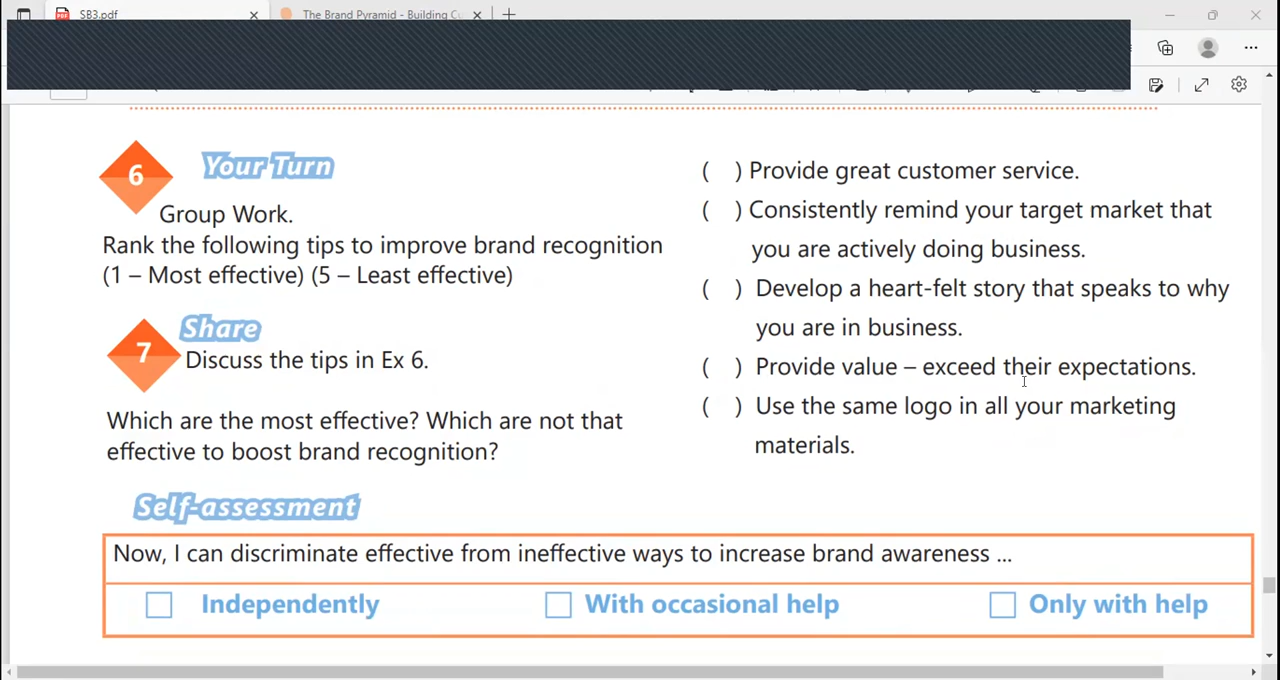 SB3.pdf
The Brand Pyramid - Building Cu
6
Your Turn
Group Work.
Rank the following tips to improve brand recognition
(1 – Most effective) (5 – Least effective)
7
Share
Discuss the tips in Ex 6.
Which are the most effective? Which are not that
effective to boost brand recognition?
( ) Provide great customer service.
( ) Consistently remind your target market that
you are actively doing business.
( ) Develop a heart-felt story that speaks to why
you are in business.
( ) Provide value – exceed their expectations.
( ) Use the same logo in all your marketing
materials.
Self-assessment
Now, I can discriminate effective from ineffective ways to increase brand awareness ...
Independently
With occasional help
Only with help